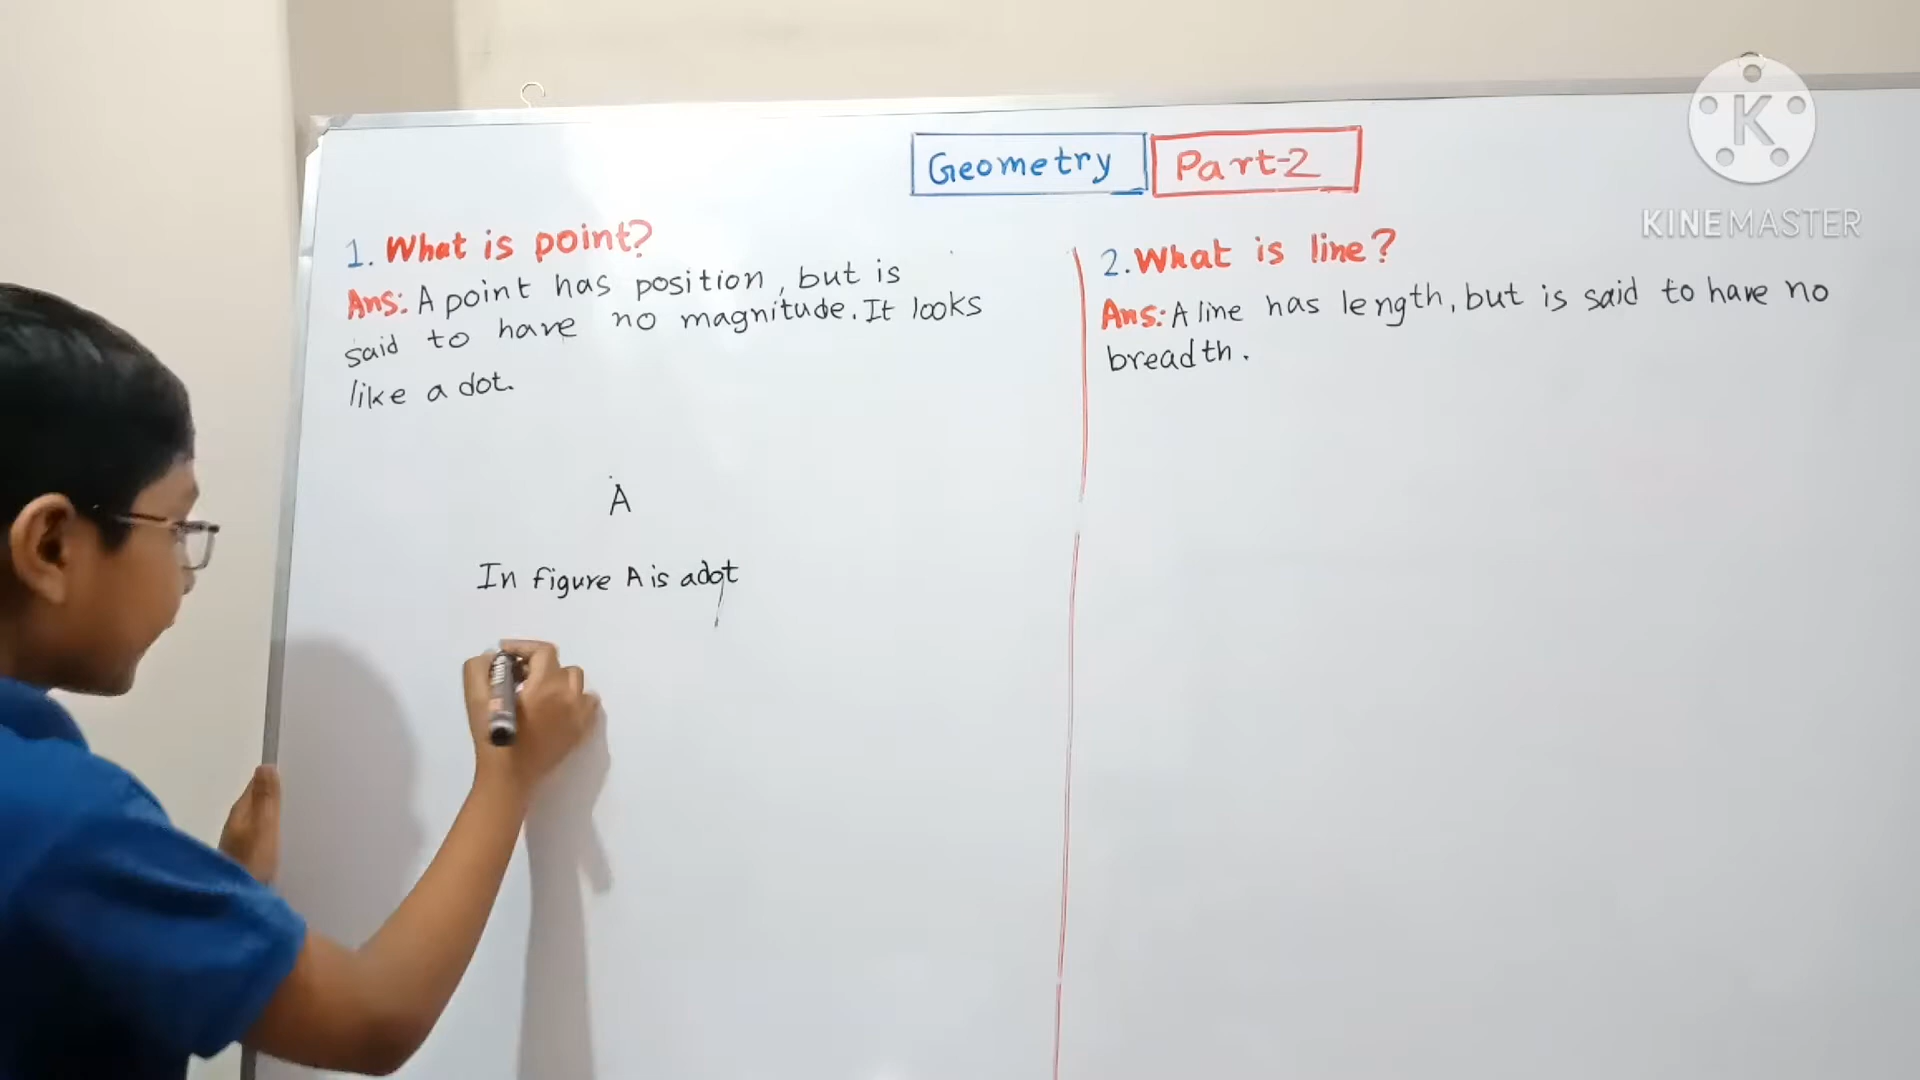 Geometry Part-2
K
KINEMASTER
1. What is point?
Ans: A point has position, but is
said to have no magnitude. It looks
like a dot.
A
In figure A is a dot
2. What is line?
Ans: A line has length, but is said to have no
breadth.